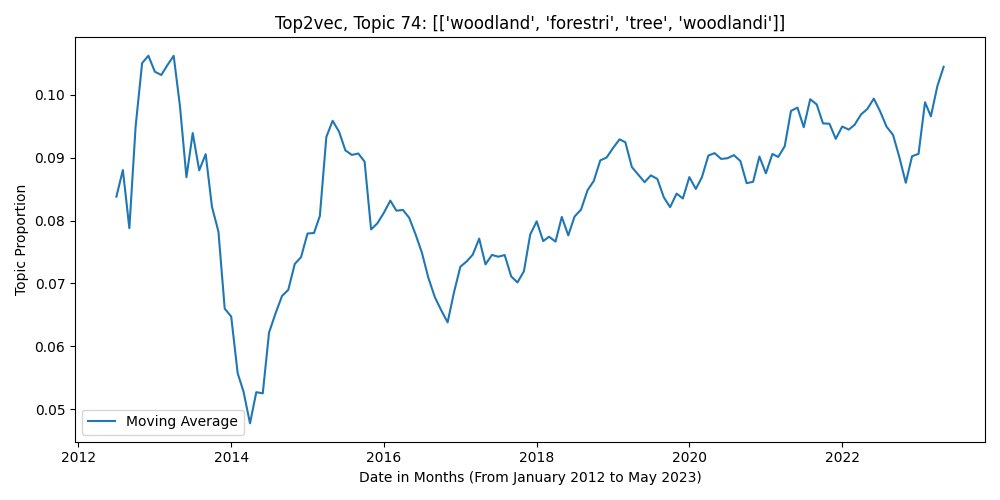 Top2vec, Topic 74: [['woodland', 'forestri', 'tree', 'woodlandi']]
Topic Proportion
0.10
0.09
0.08
0.07
0.06
0.05
Moving Average
2012 2014 2016 2018 2020 2022
Date in Months (From January 2012 to May 2023)